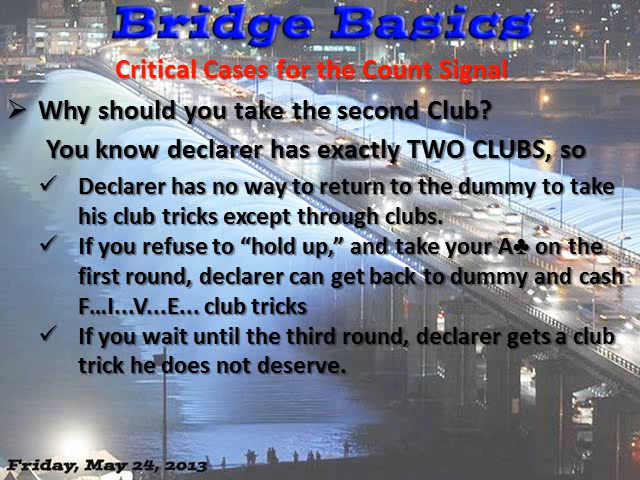 Bridge Basics
Critical Cases for the Count Signal
➢ Why should you take the second Club?
You know declarer has exactly TWO CLUBS, so
✓ Declarer has no way to return to the dummy to take
his club tricks except through clubs.
✓ If you refuse to “hold up,” and take your A♣ on the
first round, declarer can get back to dummy and cash
F...I...V...E... club tricks
✓ If you wait until the third round, declarer gets a club
trick he does not deserve.
Friday, May 24, 2013